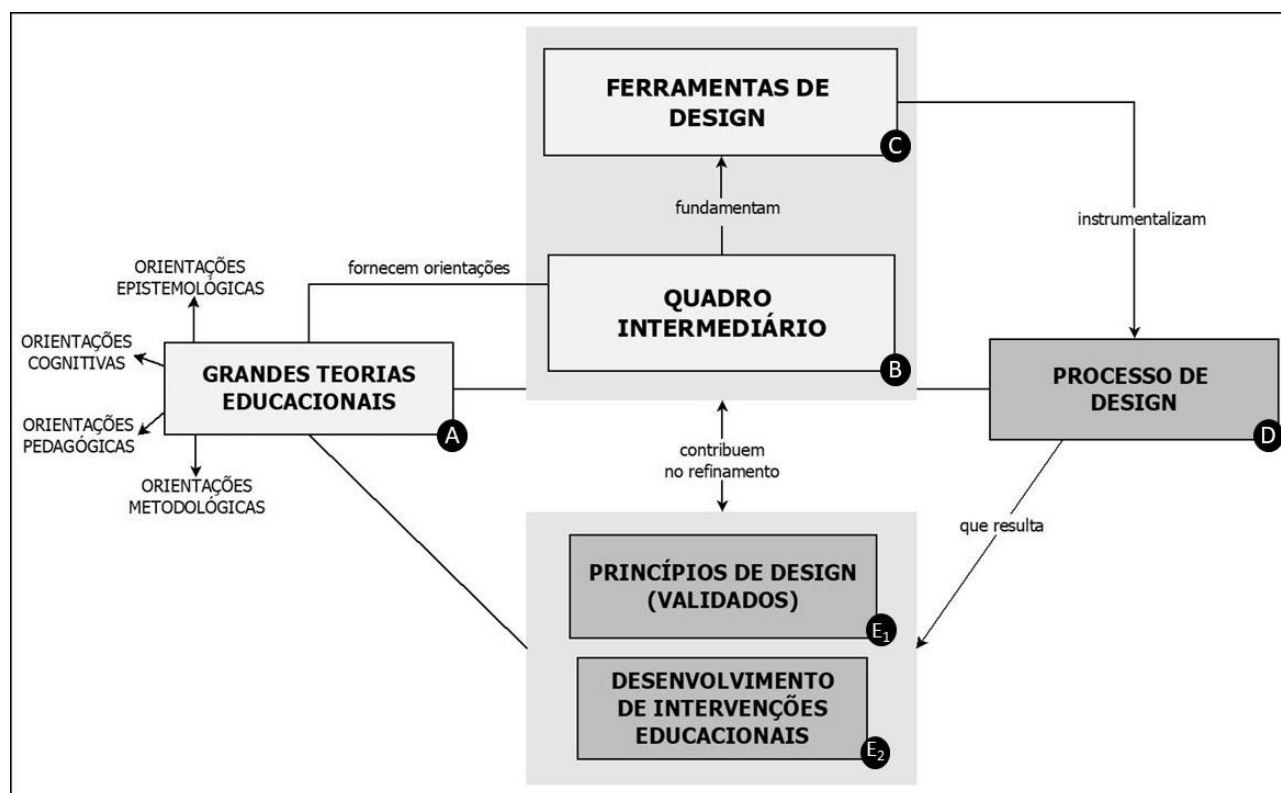 FERRAMENTAS DE
DESIGN
C
fundamentam
instrumentalizam
ORIENTAÇÕES
EPISTEMOLÓGICAS
fornecem orientações
QUADRO
INTERMEDIÁRIO
B
ORIENTAÇÕES
COGNITIVAS
GRANDES TEORIAS
EDUCACIONAIS
A
PROCESSO DE
DESIGN
D
ORIENTAÇÕES
PEDAGÓGICAS
ORIENTAÇÕES
METODOLÓGICAS
contribuem
no refinamento
que resulta
PRINCÍPIOS DE DESIGN
(VALIDADOS)
E1
DESENVOLVIMENTO
DE INTERVENÇÕES
EDUCACIONAIS
E2